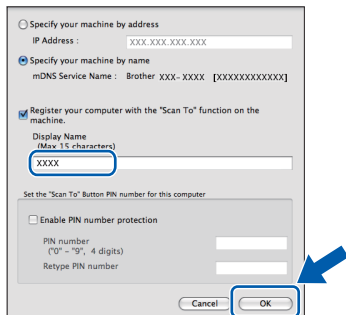 Specify your machine by address
IP Address : XXX.XXX.XXX.XXX
Specify your machine by name
mDNS Service Name : Brother XXX-XXXX [XXXXXXXXXXXX]
Register your computer with the "Scan To" function on the
machine.
Display Name
(Max 15 characters)
XXXX
Set the "Scan To" Button PIN number for this computer
Enable PIN number protection
PIN number
("0" – "9", 4 digits)
Retype PIN number
Cancel OK